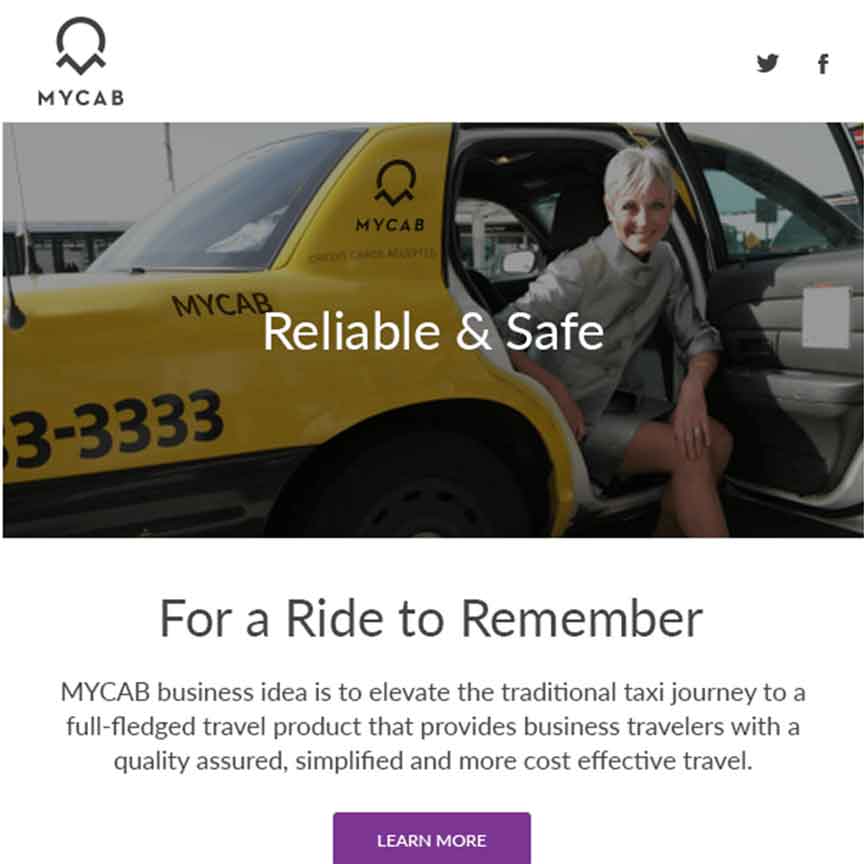 MYCAB
MYCAB
CREDIT CARDS ACCEPTED
MYCAB
Reliable & Safe
33-3333
For a Ride to Remember
MYCAB business idea is to elevate the traditional taxi journey to a
full-fledged travel product that provides business travelers with a
quality assured, simplified and more cost effective travel.
LEARN MORE